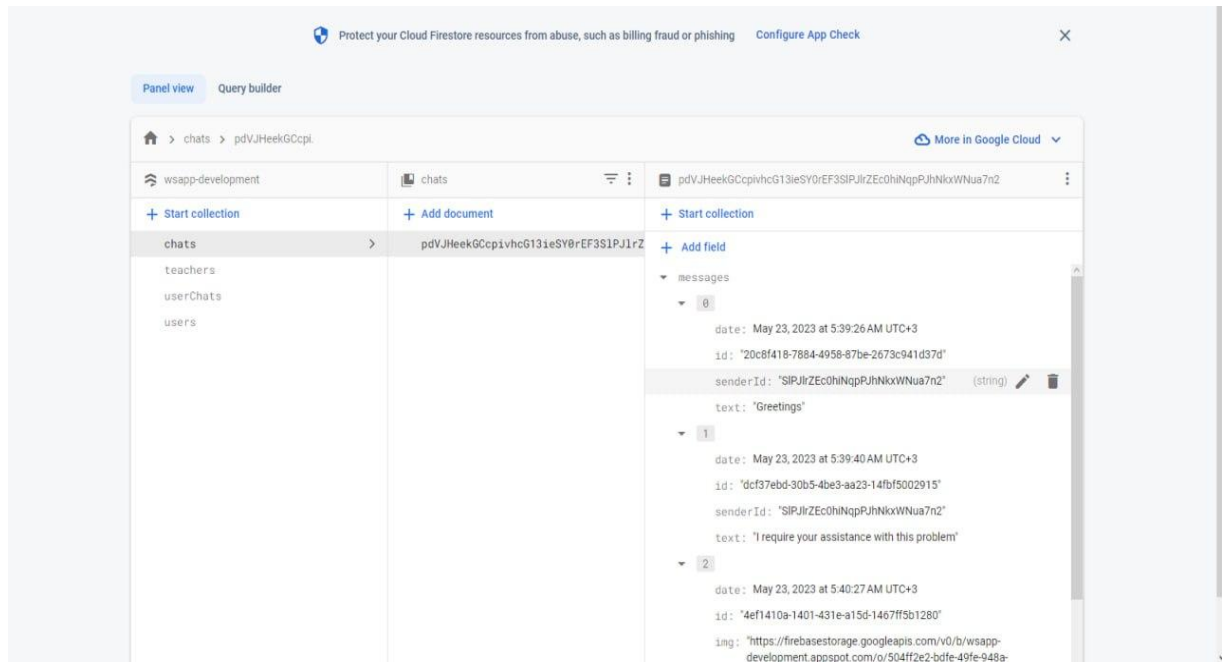 Protect your Cloud Firestore resources from abuse, such as billing fraud or phishing Configure App Check
Panel view Query builder
chats > pdVJHeekGCcpi.
More in Google Cloud
wsapp-development
chats
pdVJHeekGCcpivhcG13ieSY0rEF3SlPJlrZEc0hiNqpPJhNkxWNua7n2
+ Start collection
+ Add document
+ Start collection
chats
pdVJHeekGCcpivhcG13ieSY0rEF3SlPJlrZ
+ Add field
teachers
userChats
users
messages
0
date: May 23, 2023 at 5:39:26 AM UTC+3
id: "20c8f418-7884-4958-87be-2673c941d37d"
senderId: "SlPJlrZEc0hiNqpPJhNkxWNua7n2" (string)
text: "Greetings"
1
date: May 23, 2023 at 5:39:40 AM UTC+3
id: "dcf37ebd-30b5-4be3-aa23-14fbf5002915"
senderId: "SlPJlrZEc0hiNqpPJhNkxWNua7n2"
text: "I require your assistance with this problem"
2
date: May 23, 2023 at 5:40:27 AM UTC+3
id: "4ef1410a-1401-431e-a15d-1467ff5b1280"
img: "https://firebasestorage.googleapis.com/v0/b/wsapp-
development.appspot.com/o/504ff2e2-bdfe-49fe-948a-